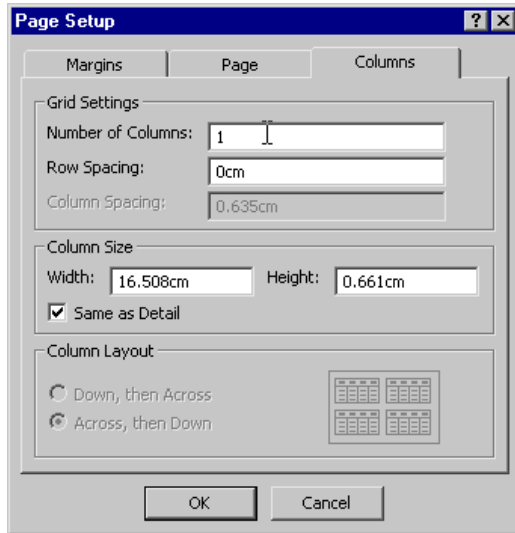 Page Setup
Margins Page Columns
Grid Settings
Number of Columns: 1
Row Spacing: 0cm
Column Spacing: 0.635cm
Column Size
Width: 16.508cm Height: 0.661cm
Same as Detail
Column Layout
Down, then Across
Across, then Down
OK Cancel